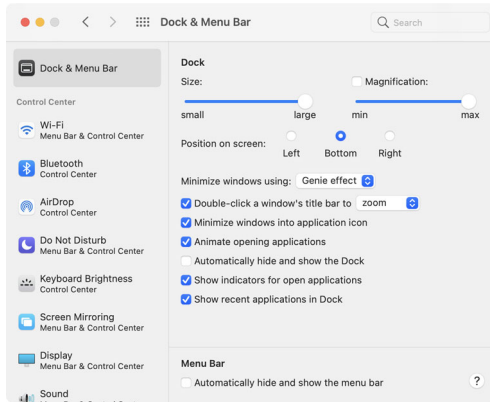 Dock & Menu Bar
Search
Dock & Menu Bar
Control Center
Wi-Fi
Menu Bar & Control Center
Bluetooth
Control Center
AirDrop
Control Center
Do Not Disturb
Menu Bar & Control Center
Keyboard Brightness
Control Center
Screen Mirroring
Menu Bar & Control Center
Display
Menu Bar & Control Center
Sound
Dock
Size:
Magnification:
small large min max
Position on screen:
Left Bottom Right
Minimize windows using: Genie effect
Double-click a window's title bar to zoom
Minimize windows into application icon
Animate opening applications
Automatically hide and show the Dock
Show indicators for open applications
Show recent applications in Dock
Menu Bar
Automatically hide and show the menu bar
?